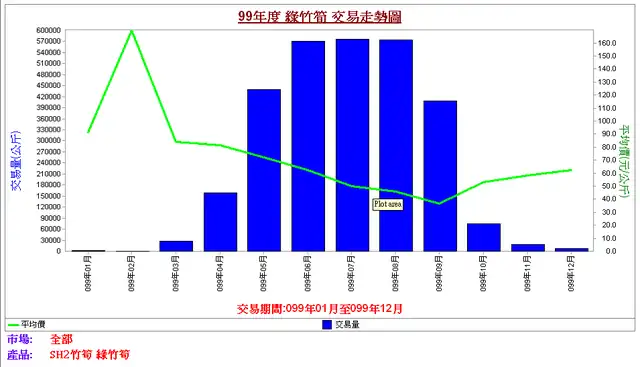 99年度 綠竹筍 交易走勢圖
交易量(公斤)
600000
570000
540000
510000
480000
450000
420000
390000
360000
330000
300000
270000
240000
210000
180000
150000
120000
90000
60000
30000
0
平均價(元/公斤)
160.0
150.0
140.0
130.0
120.0
110.0
100.0
90.0
80.0
70.0
60.0
50.0
40.0
30.0
20.0
10.0
0.0
Plot area
099年01月
099年02月
099年03月
099年04月
099年05月
099年06月
099年07月
099年08月
099年09月
099年10月
099年11月
099年12月
交易期間:099年01月至099年12月
平均價 交易量
市場: 全部
產品: SH2竹筍 綠竹筍